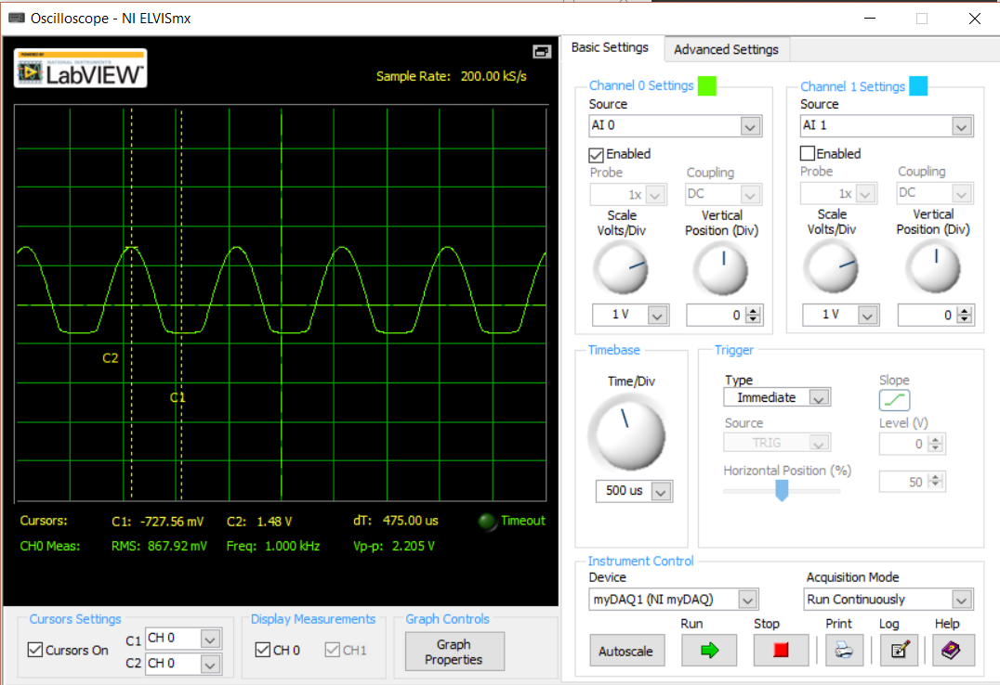 Oscilloscope - NI ELVISmx
POWERED BY
NATIONAL INSTRUMENTS
LabVIEW™
Sample Rate: 200.00 kS/s
C2
C1
Cursors: C1: -727.56 mV C2: 1.48 V dT: 475.00 us Timeout
CH0 Meas: RMS: 867.92 mV Freq: 1.000 kHz Vp-p: 2.205 V
Cursors Settings
Cursors On
C1 CH 0
C2 CH 0
Display Measurements
CH 0 CH1
Graph Controls
Graph
Properties
Basic Settings Advanced Settings
Channel 0 Settings
Source
AI 0
Enabled
Probe Coupling
1x DC
Scale
Volts/Div
Vertical
Position (Div)
1 V 0
Channel 1 Settings
Source
AI 1
Enabled
Probe Coupling
1x DC
Scale
Volts/Div
Vertical
Position (Div)
1 V 0
Timebase
Time/Div
500 us
Trigger
Type
Immediate
Slope
Source
TRIG
Level (V)
0
Horizontal Position (%)
50
Instrument Control
Device
myDAQ1 (NI myDAQ)
Acquisition Mode
Run Continuously
Run Stop Print Log Help
Autoscale